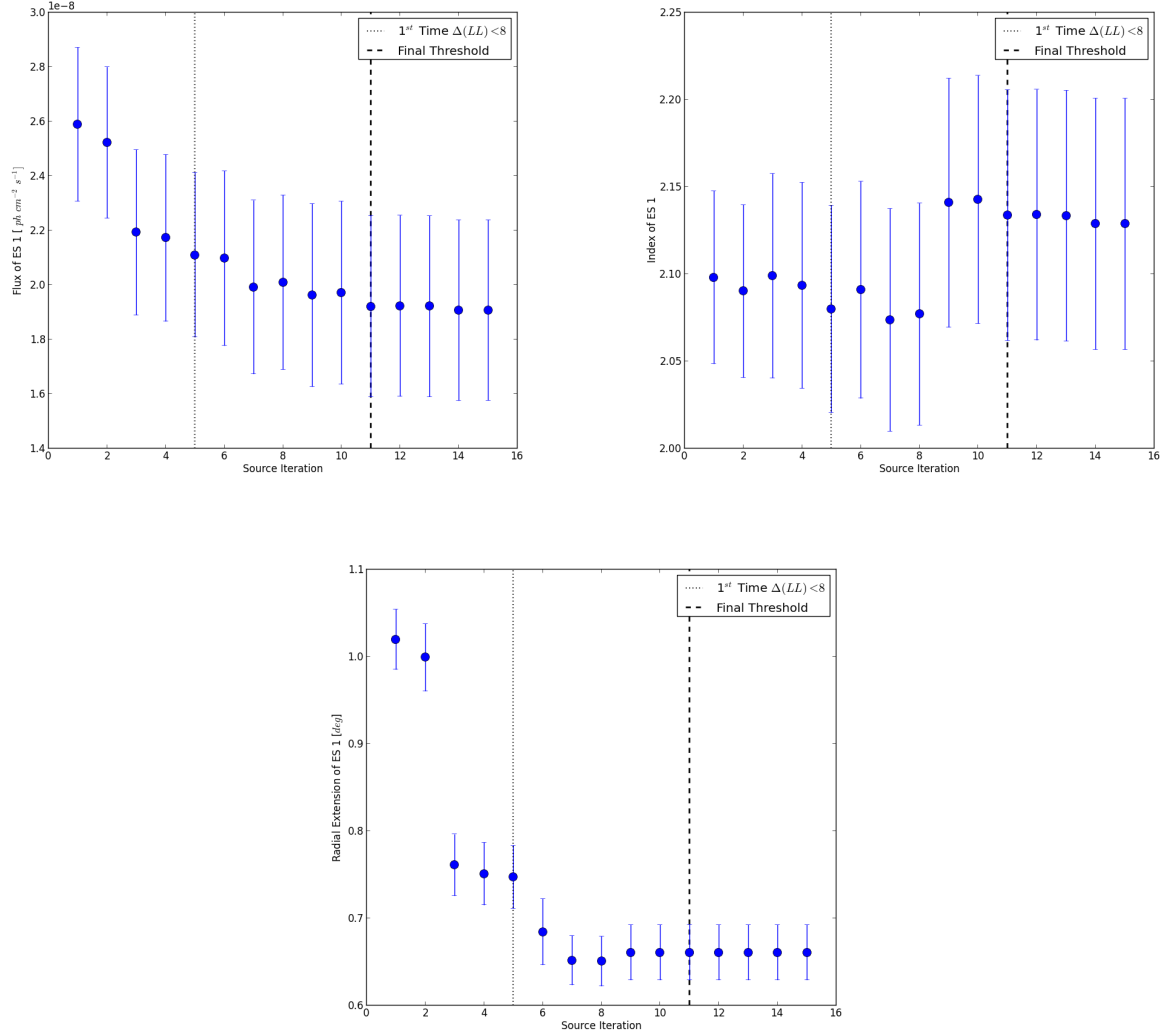 1e−8
3.0
2.8
2.6
2.4
2.2
2.0
1.8
1.6
1.4
0 2 4 6 8 10 12 14 16
Flux of ES 1 [ ph cm⁻² s⁻¹]
Source Iteration
1ˢᵗ Time Δ(LL)<8
Final Threshold
2.25
2.20
2.15
2.10
2.05
2.00
0 2 4 6 8 10 12 14 16
Index of ES 1
Source Iteration
1ˢᵗ Time Δ(LL)<8
Final Threshold
1.1
1.0
0.9
0.8
0.7
0.6
0 2 4 6 8 10 12 14 16
Radial Extension of ES 1 [deg]
Source Iteration
1ˢᵗ Time Δ(LL)<8
Final Threshold